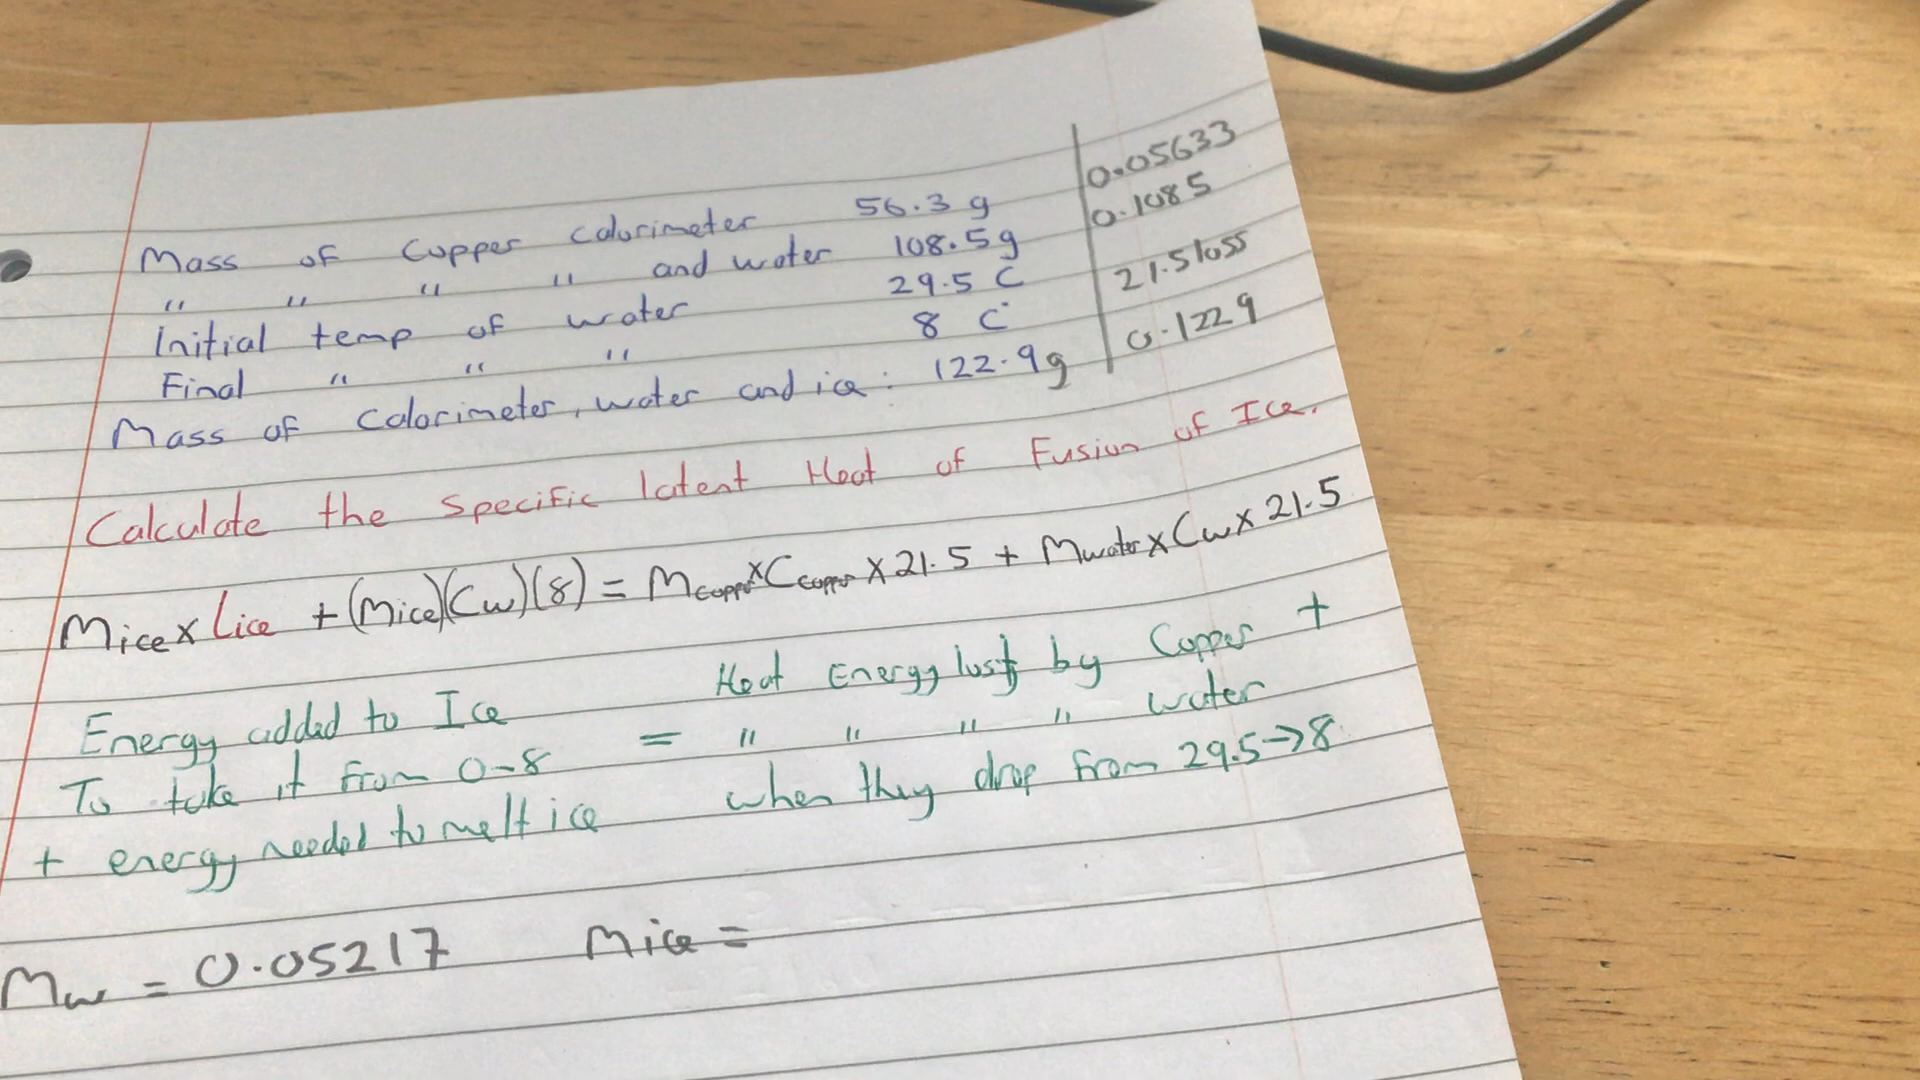 Mass of Copper calorimeter 56.3 g 0.05633
" " " " and water 108.5g 0.1085
Initial temp of water 29.5 C 21.5 loss
Final " " " 8 C°
Mass of Calorimeter, water and ice: 122.9g 0.1229
Calculate the specific latent Heat of Fusion of Ice.
Mice x Lice + (Mice)(Cw)(8) = Mcopper x Ccopper x 21.5 + Mwater x Cw x 21.5
Energy added to Ice = Heat Energy lost by Copper +
To take it from 0-8 " " " " water
+ energy needed to melt ice when they drop from 29.5→8
Mw = 0.05217 Mice =